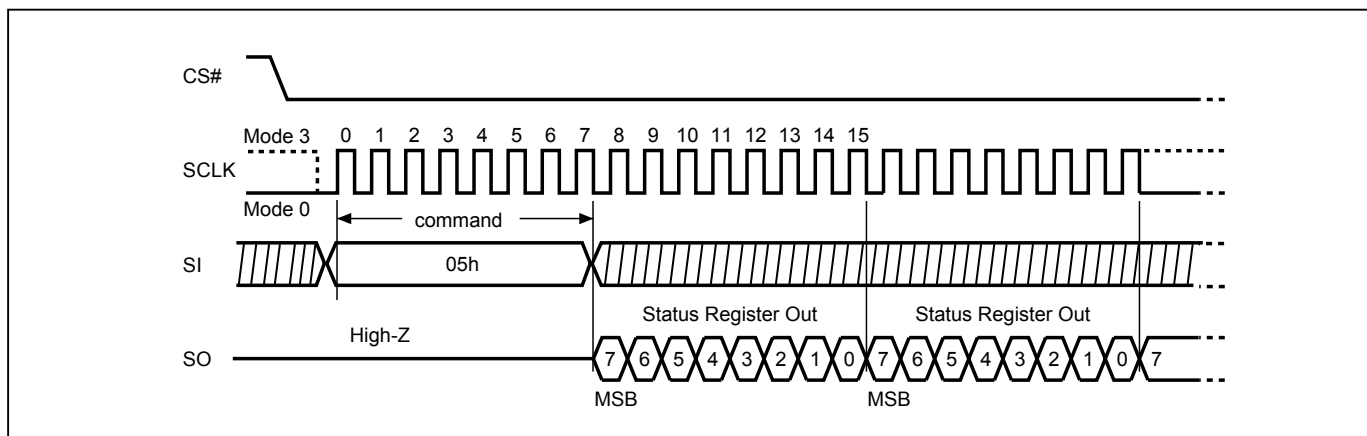 CS#
Mode 3
0 1 2 3 4 5 6 7 8 9 10 11 12 13 14 15
SCLK
Mode 0
command
SI
05h
Status Register Out Status Register Out
High-Z
SO
7 6 5 4 3 2 1 0 7 6 5 4 3 2 1 0 7
MSB MSB